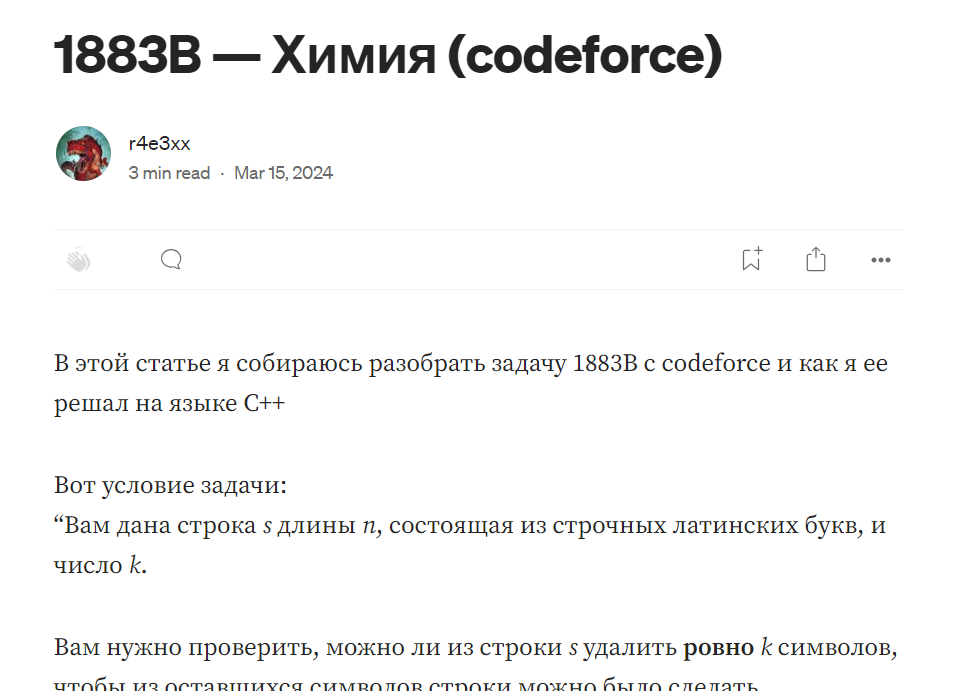 1883B — Химия (codeforce)
r4e3xx
3 min read · Mar 15, 2024
В этой статье я собираюсь разобрать задачу 1883B с codeforce и как я ее
решал на языке C++
Вот условие задачи:
“Вам дана строка s длины n, состоящая из строчных латинских букв, и
число k.
Вам нужно проверить, можно ли из строки s удалить ровно k символов,
чтобы из оставшихся символов строки можно было сделать